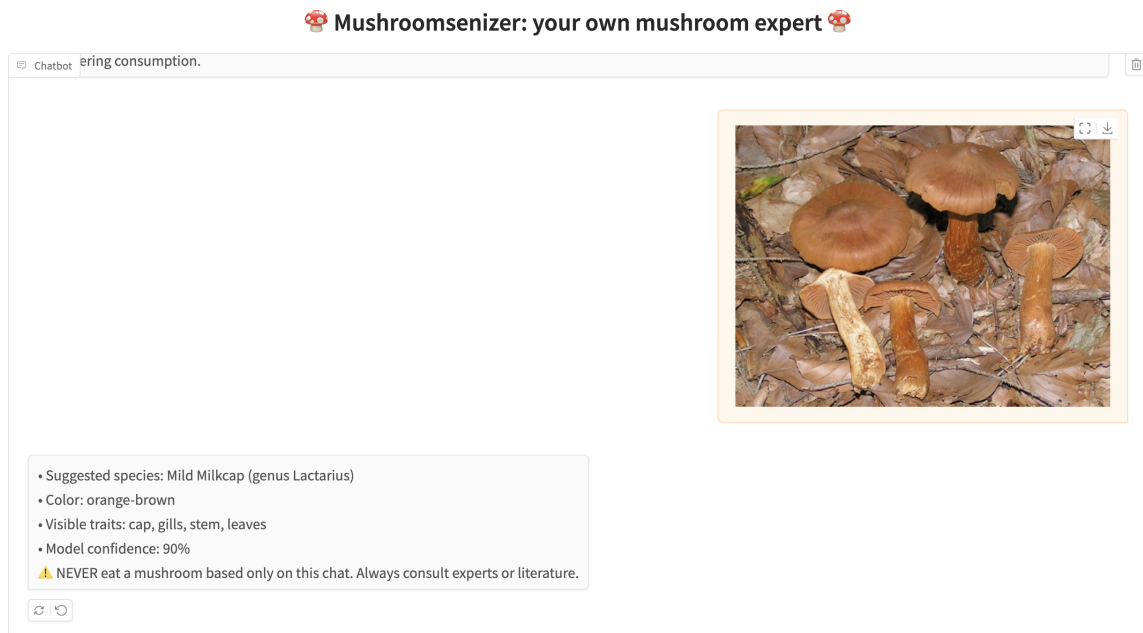 🍄 Mushroomsenizer: your own mushroom expert 🍄
Chatbot
ering consumption.
• Suggested species: Mild Milkcap (genus Lactarius)
• Color: orange-brown
• Visible traits: cap, gills, stem, leaves
• Model confidence: 90%
⚠️ NEVER eat a mushroom based only on this chat. Always consult experts or literature.